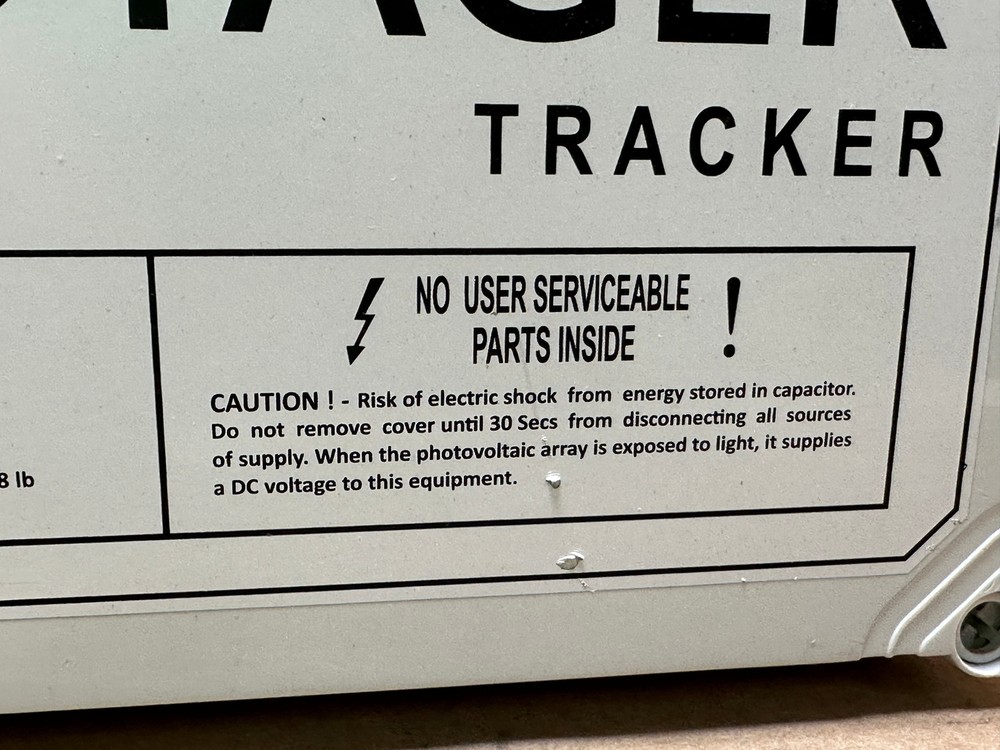 TRACKER
NO USER SERVICEABLE
PARTS INSIDE
CAUTION ! - Risk of electric shock from energy stored in capacitor.
Do not remove cover until 30 Secs from disconnecting all sources
of supply. When the photovoltaic array is exposed to light, it supplies
a DC voltage to this equipment.
8 lb